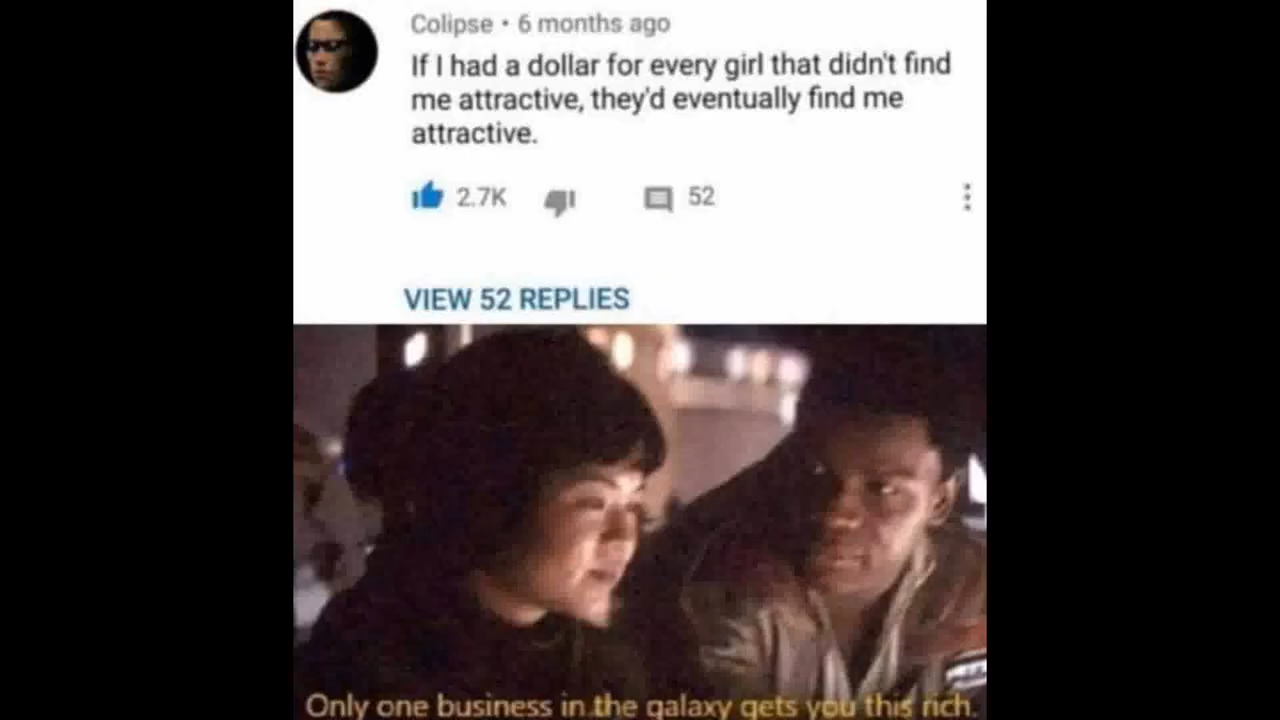 Colipse • 6 months ago
If I had a dollar for every girl that didn't find
me attractive, they'd eventually find me
attractive.
2.7K 52
VIEW 52 REPLIES
Only one business in the galaxy gets you this rich.